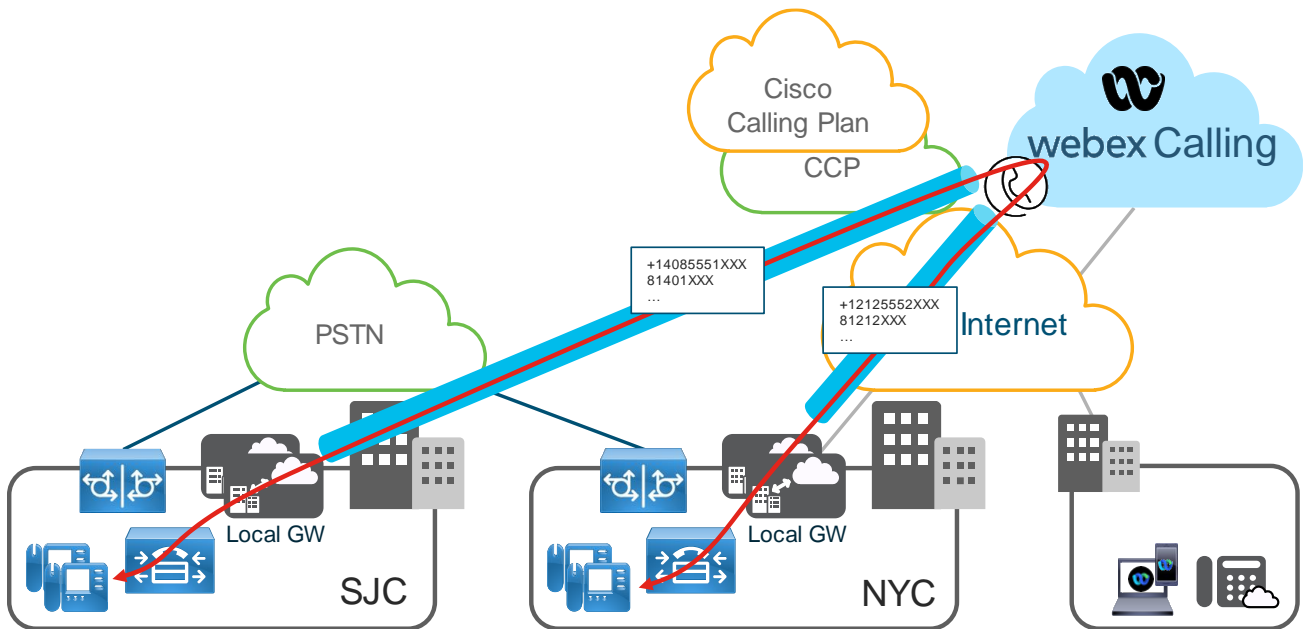 Cisco
Calling Plan
CCP
webex Calling
+14085551XXX
81401XXX
…
+12125552XXX
81212XXX
…
Internet
PSTN
Local GW
SJC
Local GW
NYC